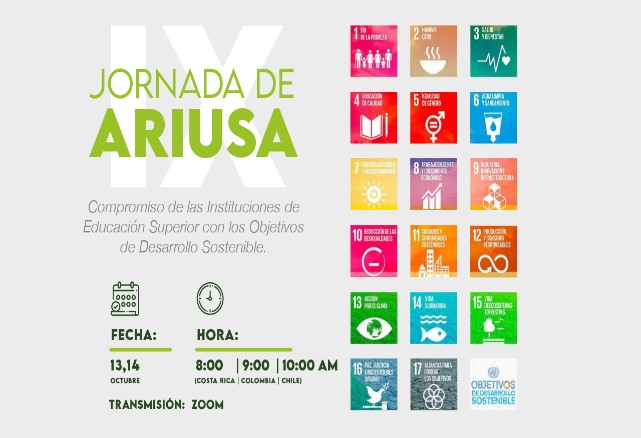 IX
JORNADA DE
ARIUSA
Compromiso de las Instituciones de
Educación Superior con los Objetivos
de Desarrollo Sostenible.
FECHA:
HORA:
13,14
OCTUBRE
8:00 | 9:00 | 10:00 AM
(COSTA RICA | COLOMBIA | CHILE)
TRANSMISIÓN: ZOOM
1 FIN
DE LA POBREZA
2 HAMBRE
CERO
3 SALUD
Y BIENESTAR
4 EDUCACIÓN
DE CALIDAD
5 IGUALDAD
DE GÉNERO
6 AGUA LIMPIA
Y SANEAMIENTO
7
8 TRABAJO DECENTE
Y CRECIMIENTO
ECONÓMICO
9 INDUSTRIA,
INNOVACIÓN E
INFRAESTRUCTURA
10 REDUCCIÓN DE LAS
DESIGUALDADES
11 CIUDADES Y
COMUNIDADES
SOSTENIBLES
12 PRODUCCIÓN
Y CONSUMO
RESPONSABLES
13 ACCIÓN
POR EL CLIMA
14 VIDA
SUBMARINA
15 VIDA
DE ECOSISTEMAS
TERRESTRES
16 PAZ, JUSTICIA
E INSTITUCIONES
SÓLIDAS
17 ALIANZAS PARA
LOGRAR
LOS OBJETIVOS
OBJETIVOS
DE DESARROLLO
SOSTENIBLE